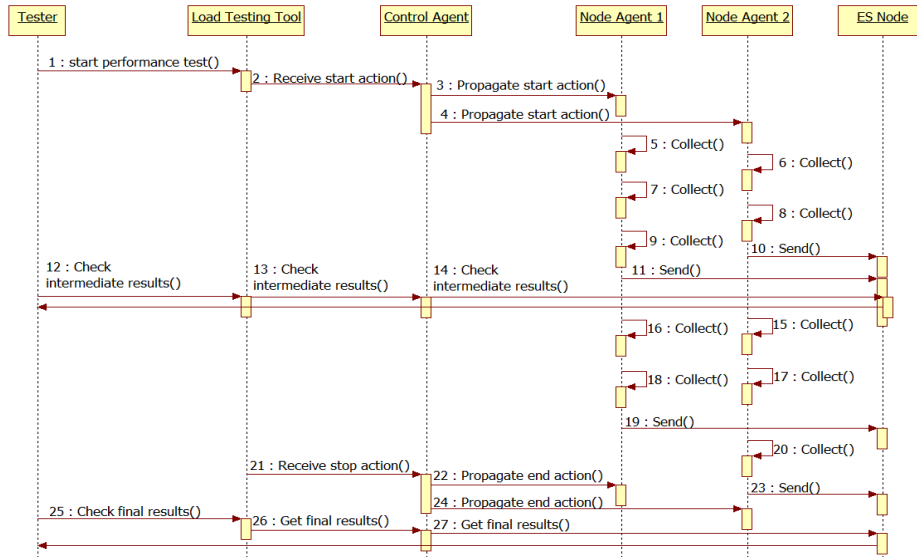 Tester
Load Testing Tool
Control Agent
Node Agent 1
Node Agent 2
ES Node
1 : start performance test()
2 : Receive start action()
3 : Propagate start action()
4 : Propagate start action()
5 : Collect()
6 : Collect()
7 : Collect()
8 : Collect()
9 : Collect()
10 : Send()
11 : Send()
12 : Check
intermediate results()
13 : Check
intermediate results()
14 : Check
intermediate results()
16 : Collect()
15 : Collect()
18 : Collect()
17 : Collect()
19 : Send()
20 : Collect()
21 : Receive stop action()
22 : Propagate end action()
23 : Send()
24 : Propagate end action()
25 : Check final results()
26 : Get final results()
27 : Get final results()